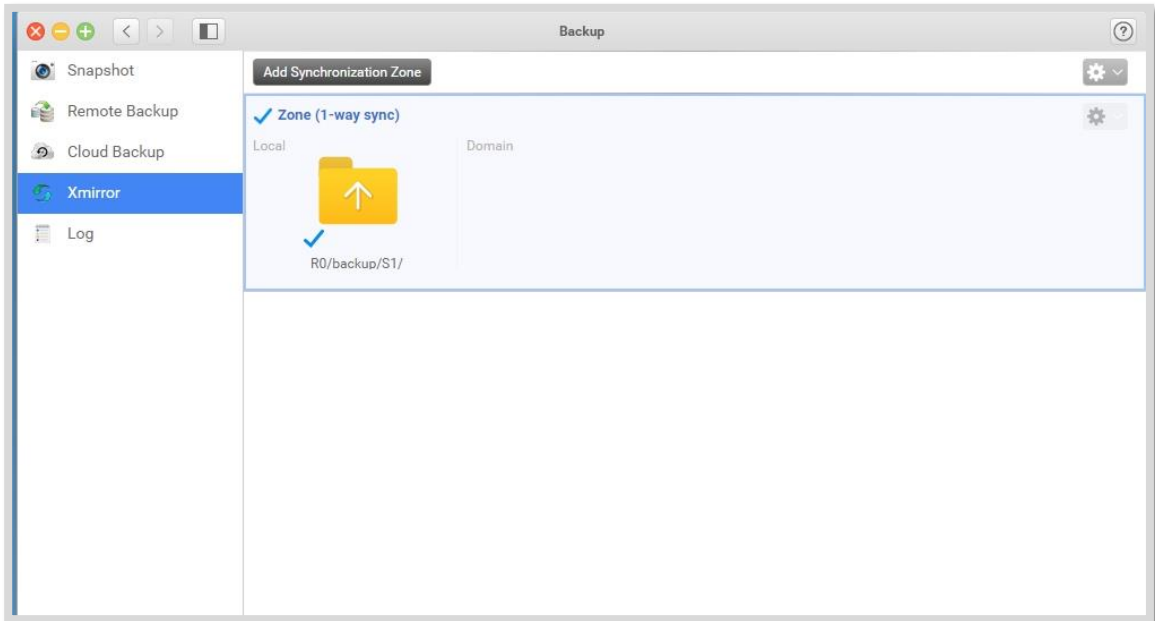 Backup
Snapshot
Remote Backup
Cloud Backup
Xmirror
Log
Add Synchronization Zone
Zone (1-way sync)
Local
Domain
R0/backup/S1/